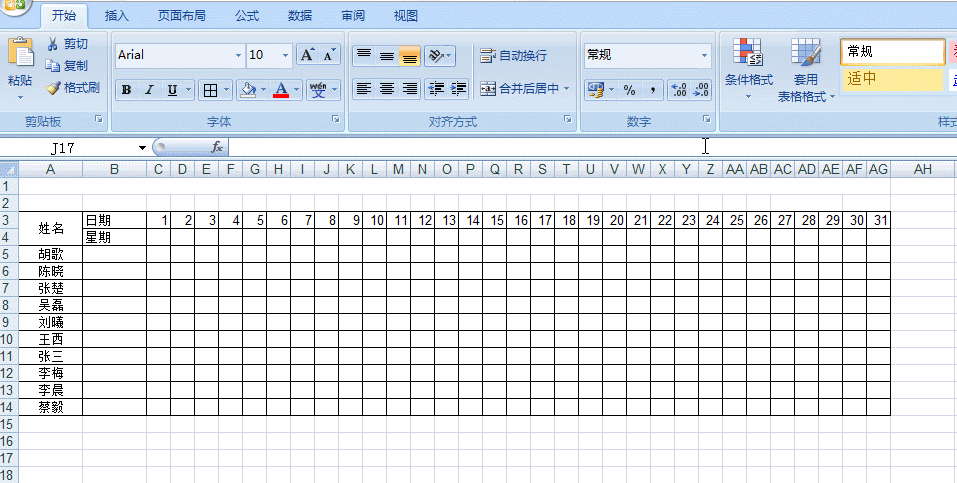 开始 插入 页面布局 公式 数据 审阅 视图
粘贴 剪切 复制 格式刷
剪贴板
Arial 10 A A
B I U wén 文
字体
自动换行
合并后居中
对齐方式
常规
% ,
数字
条件格式 套用 表格格式
常规
适中
样式
J17 fx
A B C D E F G H I J K L M N O P Q R S T U V W X Y Z AA AB AC AD AE AF AG AH
1
2
3 姓名 日期 1 2 3 4 5 6 7 8 9 10 11 12 13 14 15 16 17 18 19 20 21 22 23 24 25 26 27 28 29 30 31
4 星期
5 胡歌
6 陈晓
7 张楚
8 吴磊
9 刘曦
10 王西
11 张三
12 李梅
13 李晨
14 蔡毅
15
16
17
18